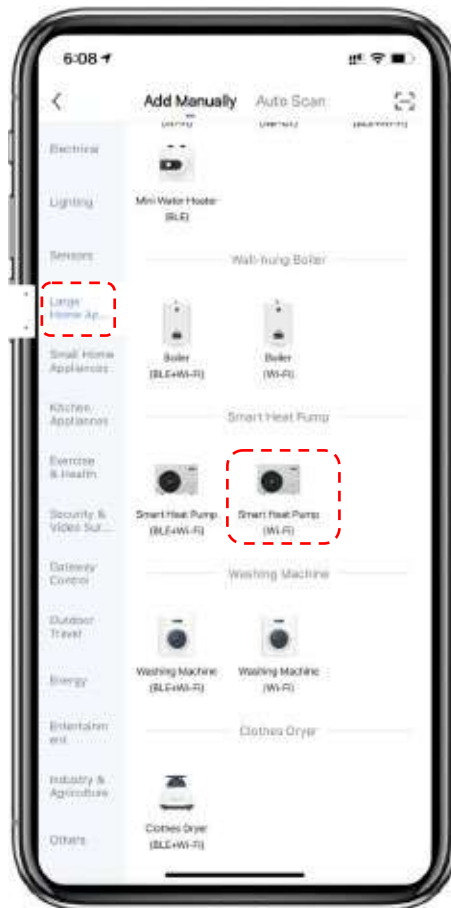 6:08
Add Manually Auto Scan
Electrical
Lighting
Mini Water Heater
(BLE)
Sensors
Wall-hung Boiler
Large
Home Ap...
Boiler
(BLE+Wi-Fi)
Boiler
(Wi-Fi)
Small Home
Appliances
Kitchen
Appliances
Smart Heat Pump
Exercise
& Health
Smart Heat Pump
(BLE+Wi-Fi)
Smart Heat Pump
(Wi-Fi)
Security &
Video Sur...
Gateway
Control
Washing Machine
Outdoor
Travel
Washing Machine
(BLE+Wi-Fi)
Washing Machine
(Wi-Fi)
Energy
Entertainm
ent
Clothes Dryer
Industry &
Agriculture
Clothes Dryer
(BLE+Wi-Fi)
Others